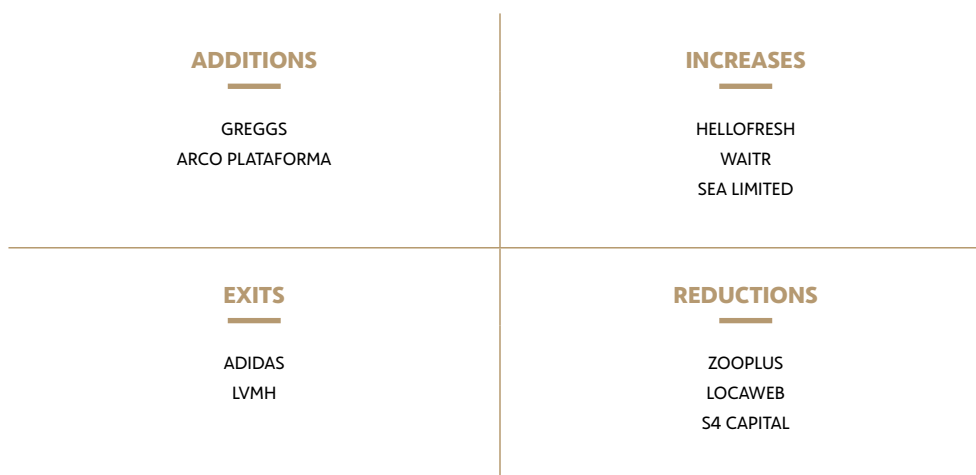 ADDITIONS
GREGGS
ARCO PLATAFORMA
INCREASES
HELLOFRESH
WAITR
SEA LIMITED
EXITS
ADIDAS
LVMH
REDUCTIONS
ZOOPLUS
LOCAWEB
S4 CAPITAL